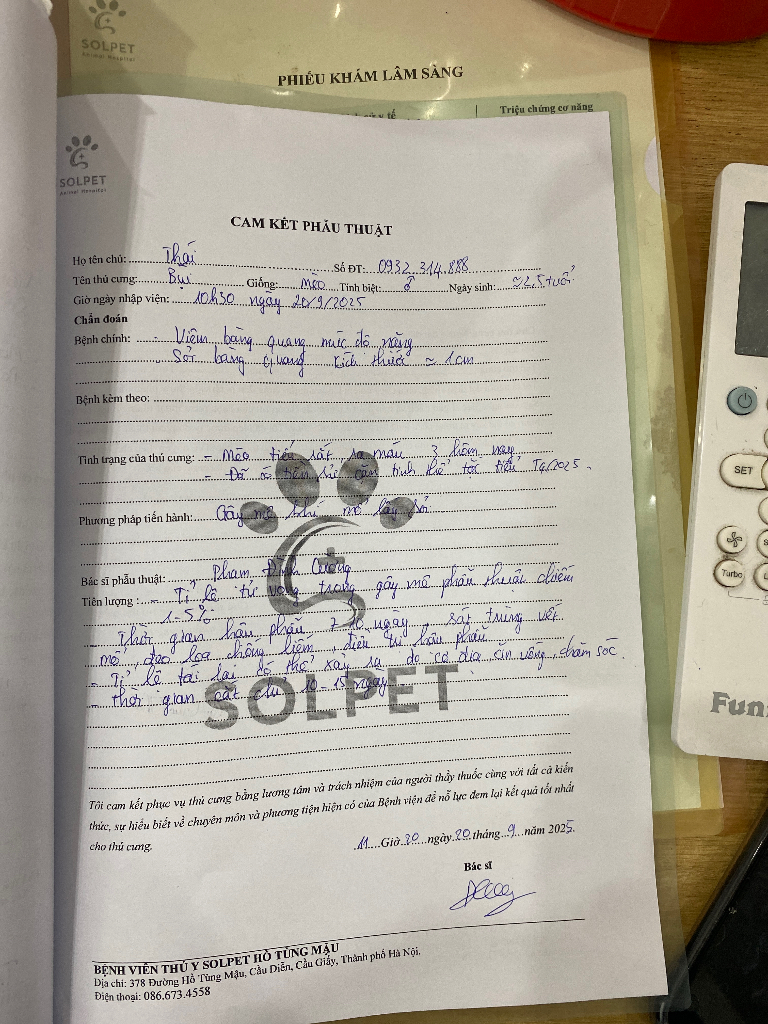 SOLPET
Animal Hospital
PHIẾU KHÁM LÂM SÀNG
Triệu chứng cơ năng
SOLPET
Animal Hospital
CAM KẾT PHẪU THUẬT
Họ tên chủ: Thái Số ĐT: 0932.314.888
Tên thú cưng: Bui Giống: Mèo Tính biệt: ♂ Ngày sinh: ≈2,5 tuổi
Giờ ngày nhập viện: 10h30 ngày 20/9/2025
Chẩn đoán
Bệnh chính: Viêm bàng quang mức độ nặng
Sỏi bàng quang kích thước ≈ 1cm
Bệnh kèm theo:
Tình trạng của thú cưng: - Mèo tiểu sắt ra máu 3 hôm nay
- Đã có tiền sử can thiệp tắc tiểu T4/2025.
Phương pháp tiến hành: Gây mê khí mổ lấy sỏi
Bác sĩ phẫu thuật: Phạm Đình Cường
Tiên lượng: - Tỉ lệ tử vong trong gây mê phẫu thuật chiếm
1-5%
- Thời gian hậu phẫu 7-10 ngày, sát trùng vết
mổ, đeo loa chống liếm, điều trị hậu phẫu
- Tỉ lệ tái lại có thể xảy ra do cơ địa ăn uống, chăm sóc.
- Thời gian cắt chỉ 10-15 ngày
SOLPET
Tôi cam kết phục vụ thú cưng bằng lương tâm và trách nhiệm của người thầy thuốc cùng với tất cả kiến
thức, sự hiểu biết về chuyên môn và phương tiện hiện có của Bệnh viện để nỗ lực đem lại kết quả tốt nhất
cho thú cưng.
11 Giờ 30 ngày 20 tháng 9 năm 2025.
Bác sĩ
BỆNH VIỆN THÚ Y SOLPET HỒ TÙNG MẬU
Địa chỉ: 378 Đường Hồ Tùng Mậu, Cầu Diễn, Cầu Giấy, Thành phố Hà Nội.
Điện thoại: 086.673.4558
SET
Turbo
Fun